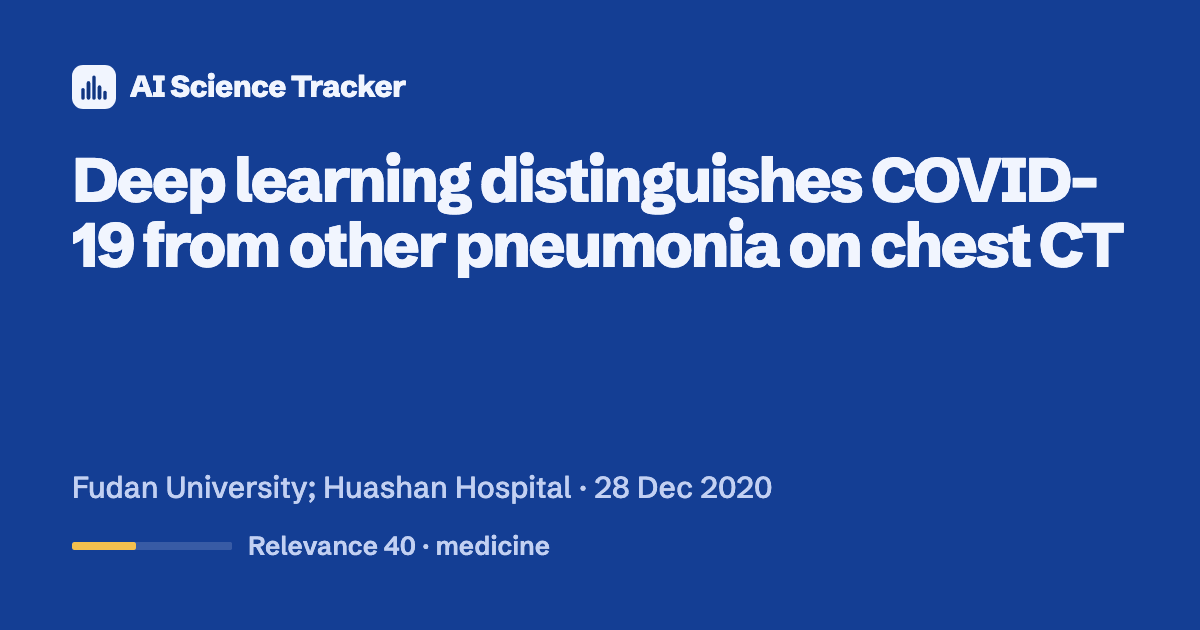 AI Science Tracker
Deep learning distinguishes COVID-
19 from other pneumonia on chest CT
Fudan University; Huashan Hospital · 28 Dec 2020
Relevance 40 · medicine